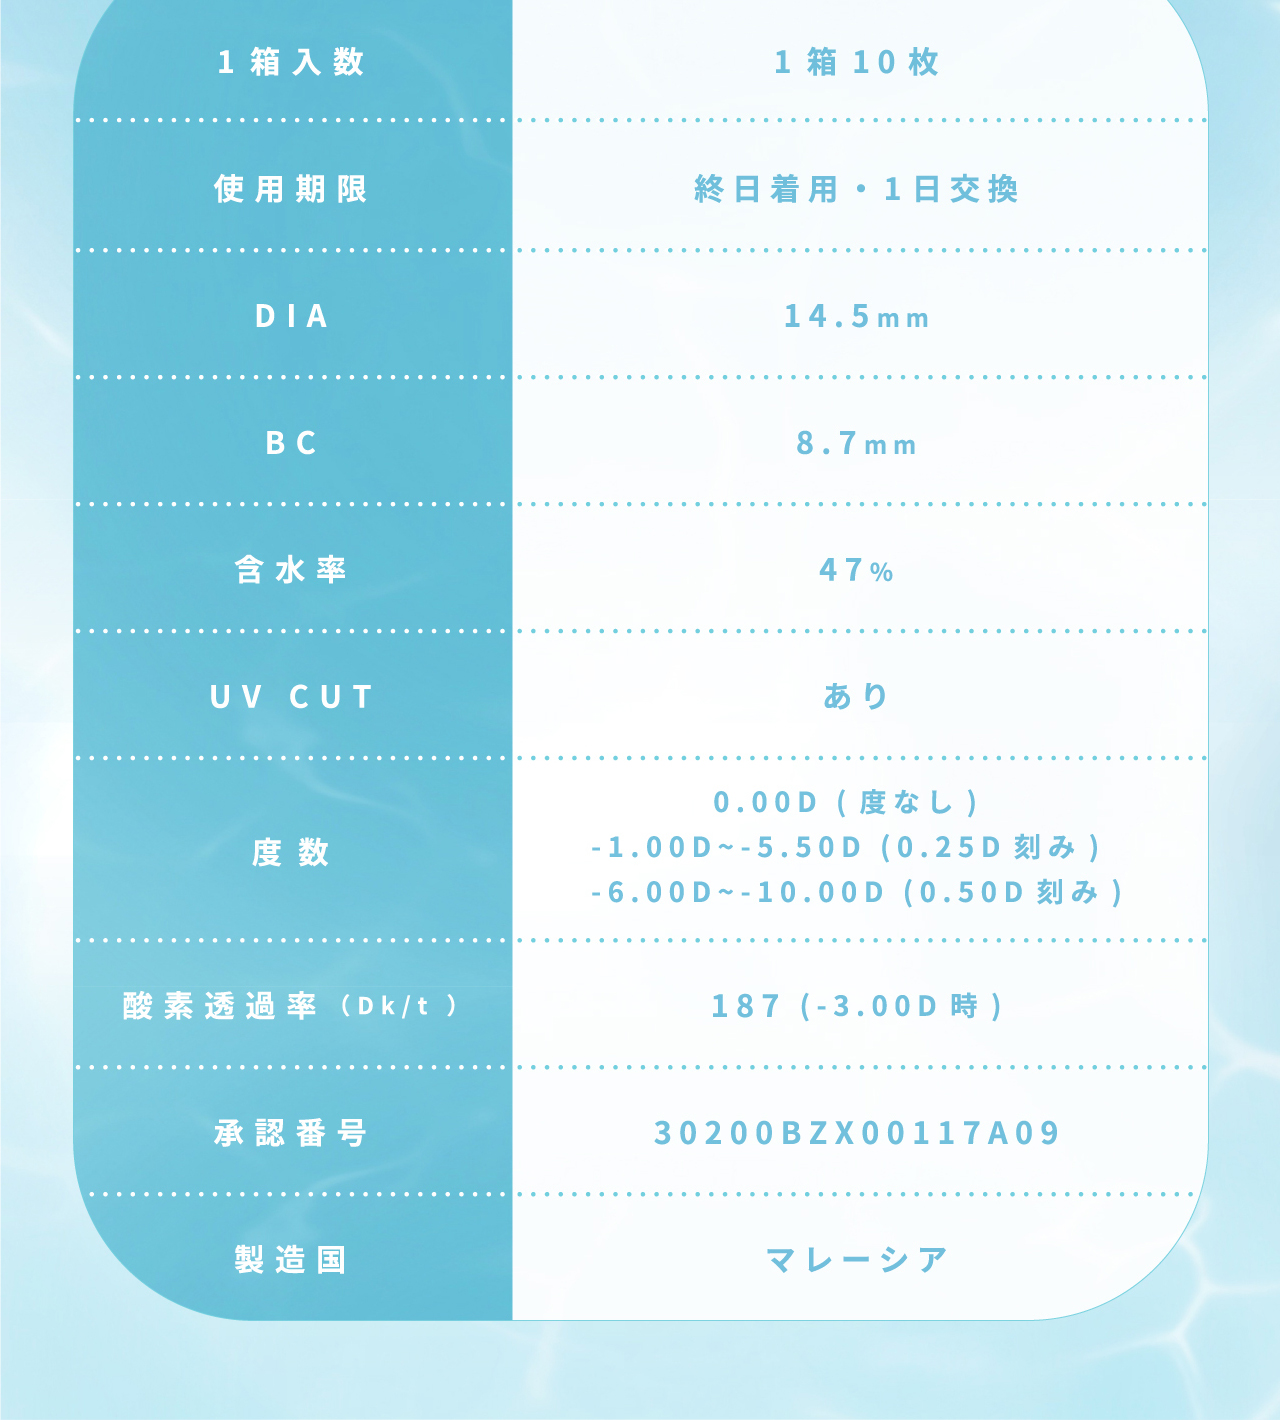 1箱入数 1箱10枚
使用期限 終日着用・1日交換
DIA 14.5mm
BC 8.7mm
含水率 47%
UV CUT あり
度数 0.00D (度なし)
-1.00D~-5.50D (0.25D刻み)
-6.00D~-10.00D (0.50D刻み)
酸素透過率（Dk/t） 187 (-3.00D時)
承認番号 30200BZX00117A09
製造国 マレーシア